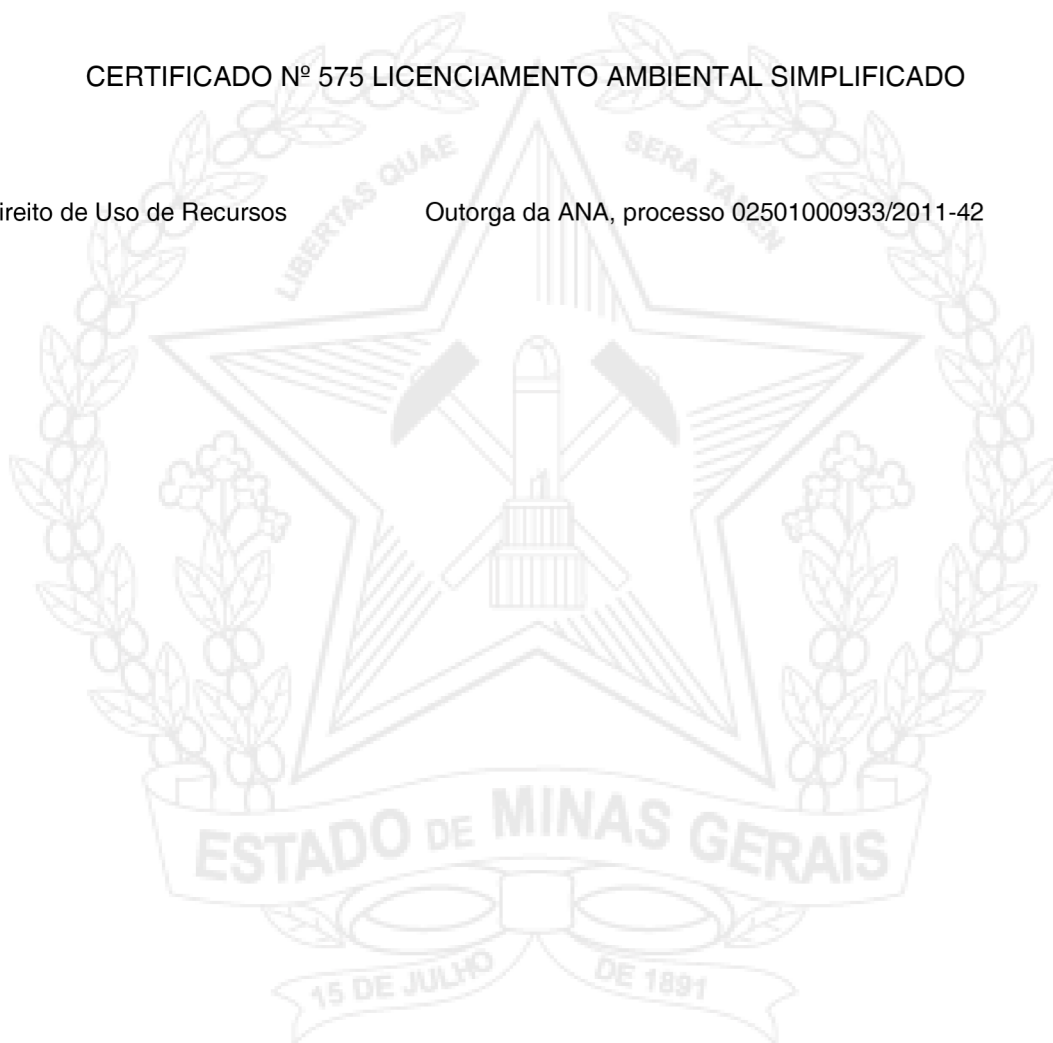 CERTIFICADO Nº 575 LICENCIAMENTO AMBIENTAL SIMPLIFICADO
LIBERTAS QUAE SERA TAMEN
ireito de Uso de Recursos Outorga da ANA, processo 02501000933/2011-42
ESTADO DE MINAS GERAIS
15 DE JULHO DE 1891